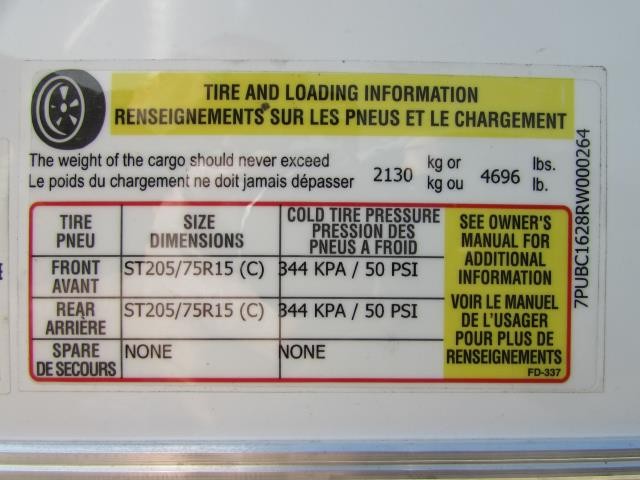 TIRE AND LOADING INFORMATION
RENSEIGNEMENTS SUR LES PNEUS ET LE CHARGEMENT
The weight of the cargo should never exceed 2130 kg or 4696 lbs.
Le poids du chargement ne doit jamais dépasser kg ou lb.
TIRE PNEU
SIZE DIMENSIONS
COLD TIRE PRESSURE
PRESSION DES
PNEUS A FROID
FRONT AVANT
ST205/75R15 (C)
344 KPA / 50 PSI
REAR ARRIÈRE
ST205/75R15 (C)
344 KPA / 50 PSI
SPARE DE SECOURS
NONE
NONE
SEE OWNER'S
MANUAL FOR
ADDITIONAL
INFORMATION
VOIR LE MANUEL
DE L'USAGER
POUR PLUS DE
RENSEIGNEMENTS
FD-337
7PUBC1628RW000264